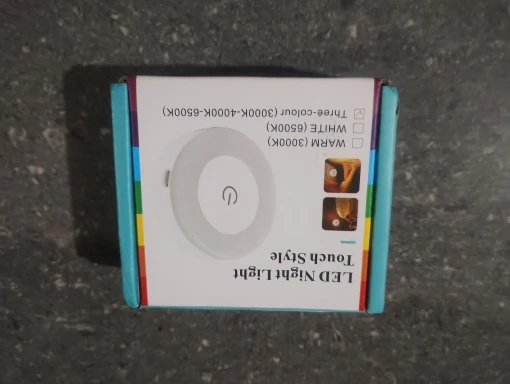 LED Night Light
Touch Style
WARM (3000K)
WHITE (6500K)
Three-colour (3000K-4000K-6500K)